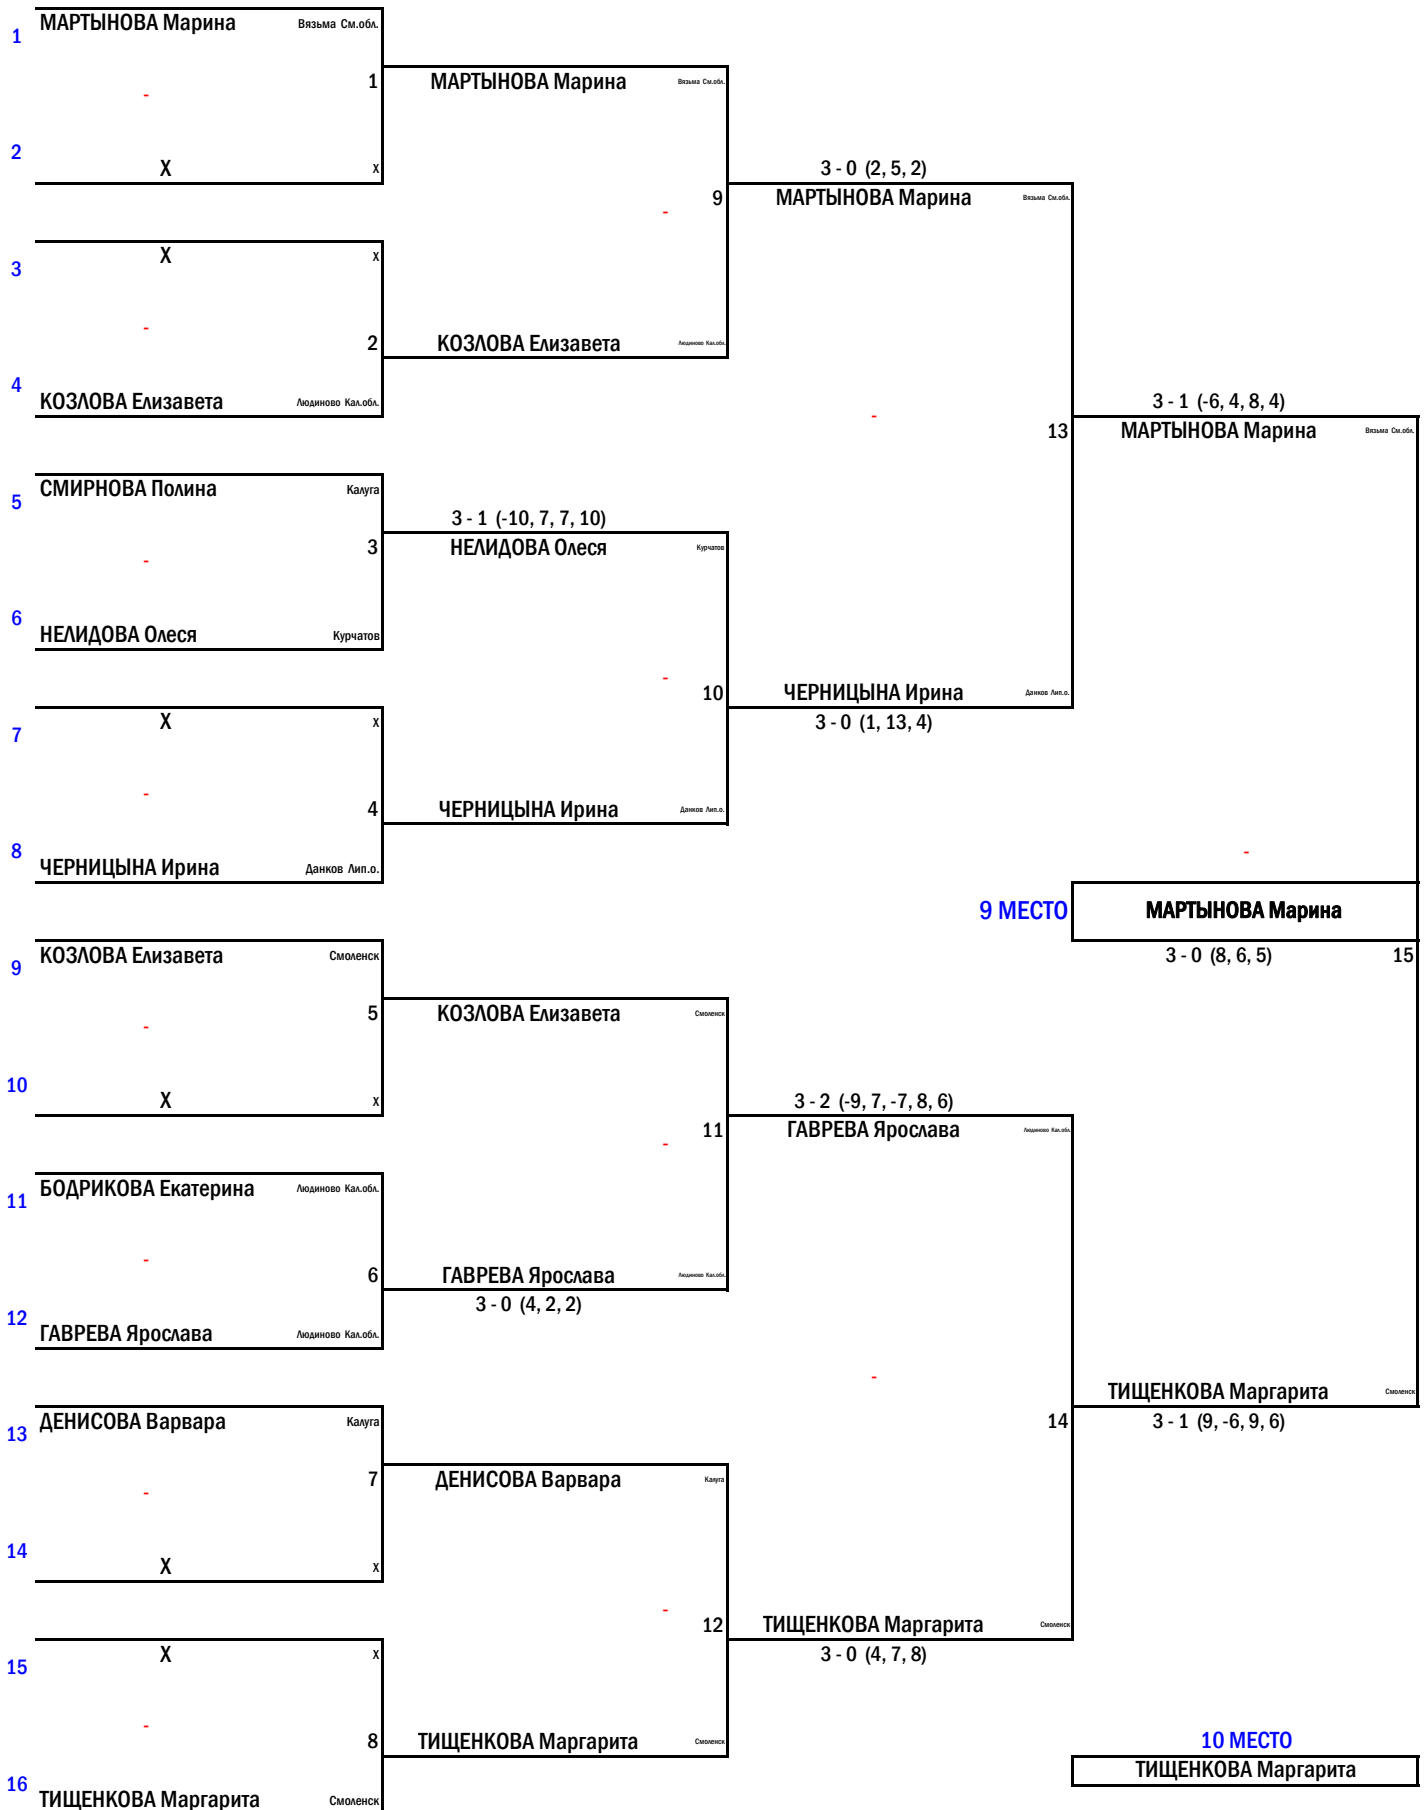 МАРТЫНОВА Марина Вязьма См.обл.
1
1 МАРТЫНОВА Марина Вязьма См.обл.
-
2
X X
3 - 0 (2, 5, 2)
9 МАРТЫНОВА Марина Вязьма См.обл.
-
X X
3
-
2 КОЗЛОВА Елизавета Людиново Кал.обл.
4
КОЗЛОВА Елизавета Людиново Кал.обл.
3 - 1 (-6, 4, 8, 4)
-
13 МАРТЫНОВА Марина Вязьма См.обл.
СМИРНОВА Полина Калуга
5
3 - 1 (-10, 7, 7, 10)
3 НЕЛИДОВА Олеся Курчатов
-
6
НЕЛИДОВА Олеся Курчатов
-
10 ЧЕРНИЦЫНА Ирина Данков Лип.о.
X X
3 - 0 (1, 13, 4)
7
-
4 ЧЕРНИЦЫНА Ирина Данков Лип.о.
8
-
ЧЕРНИЦЫНА Ирина Данков Лип.о.
9 МЕСТО МАРТЫНОВА Марина
КОЗЛОВА Елизавета Смоленск
3 - 0 (8, 6, 5) 15
9
5 КОЗЛОВА Елизавета Смоленск
-
10
X X
3 - 2 (-9, 7, -7, 8, 6)
11 ГАВРЕВА Ярослава Людиново Кал.обл.
-
БОДРИКОВА Екатерина Людиново Кал.обл.
11
-
6 ГАВРЕВА Ярослава Людиново Кал.обл.
3 - 0 (4, 2, 2)
12
ГАВРЕВА Ярослава Людиново Кал.обл.
-
ТИЩЕНКОВА Маргарита Смоленск
14
3 - 1 (9, -6, 9, 6)
ДЕНИСОВА Варвара Калуга
13
7 ДЕНИСОВА Варвара Калуга
-
14
X X
-
12 ТИЩЕНКОВА Маргарита Смоленск
3 - 0 (4, 7, 8)
X X
15
-
8 ТИЩЕНКОВА Маргарита Смоленск
10 МЕСТО
ТИЩЕНКОВА Маргарита
16
ТИЩЕНКОВА Маргарита Смоленск